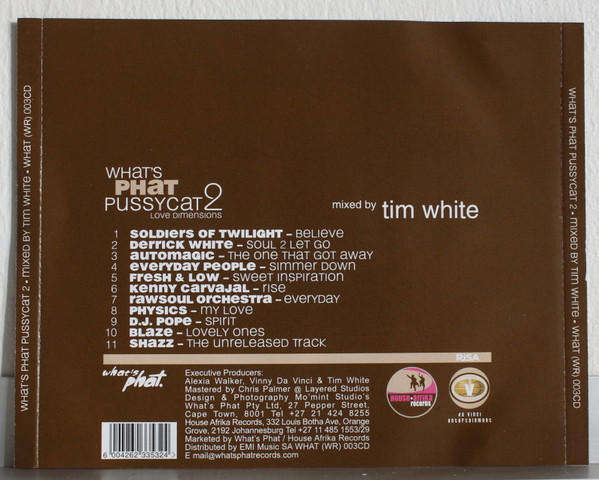 WHAT'S PHAT PUSSYCAT 2 • MIXED BY TIM WHITE • WHAT (WR) 003CD
WHAT'S
PHAT
PUSSYCAT 2
LOVE DIMENSIONS
mixed by tim white
1 SOLDIERS OF TWILIGHT – BELIEVE
2 DERRICK WHITE – SOUL 2 LET GO
3 AUTOMAGIC – THE ONE THAT GOT AWAY
4 EVERYDAY PEOPLE – SIMMER DOWN
5 FRESH & LOW – SWEET INSPIRATION
6 KENNY CARVAJAL – RISE
7 RAWSOUL ORCHESTRA – EVERYDAY
8 PHYSICS – MY LOVE
9 D.J. POPE – SPIRIT
10 BLAZE – LOVELY ONES
11 SHAZZ – THE UNRELEASED TRACK
RiSA
what's
phat.
Executive Producers:
Alexia Walker, Vinny Da Vinci & Tim White
Mastered by Chris Palmer @ Layered Studios
Design & Photography Mo'mint Studio's
What's Phat Pty Ltd, 27 Pepper Street,
Cape Town, 8001 Tel +27 21 424 8255
House Afrika Records, 332 Louis Botha Ave, Orange
Grove, 2192 Johannesburg Tel +27 11 485 1553/29
Marketed by What's Phat / House Afrika Records
Distributed by EMI Music SA WHAT (WR) 003CD
E mail@whatsphatrecords.com
HOUSE AFRIKA
records
V
DA VINCI
ENTERTAINMENT
6 004262 335324
WHAT'S PHAT PUSSYCAT 2 • MIXED BY TIM WHITE • WHAT (WR) 003CD